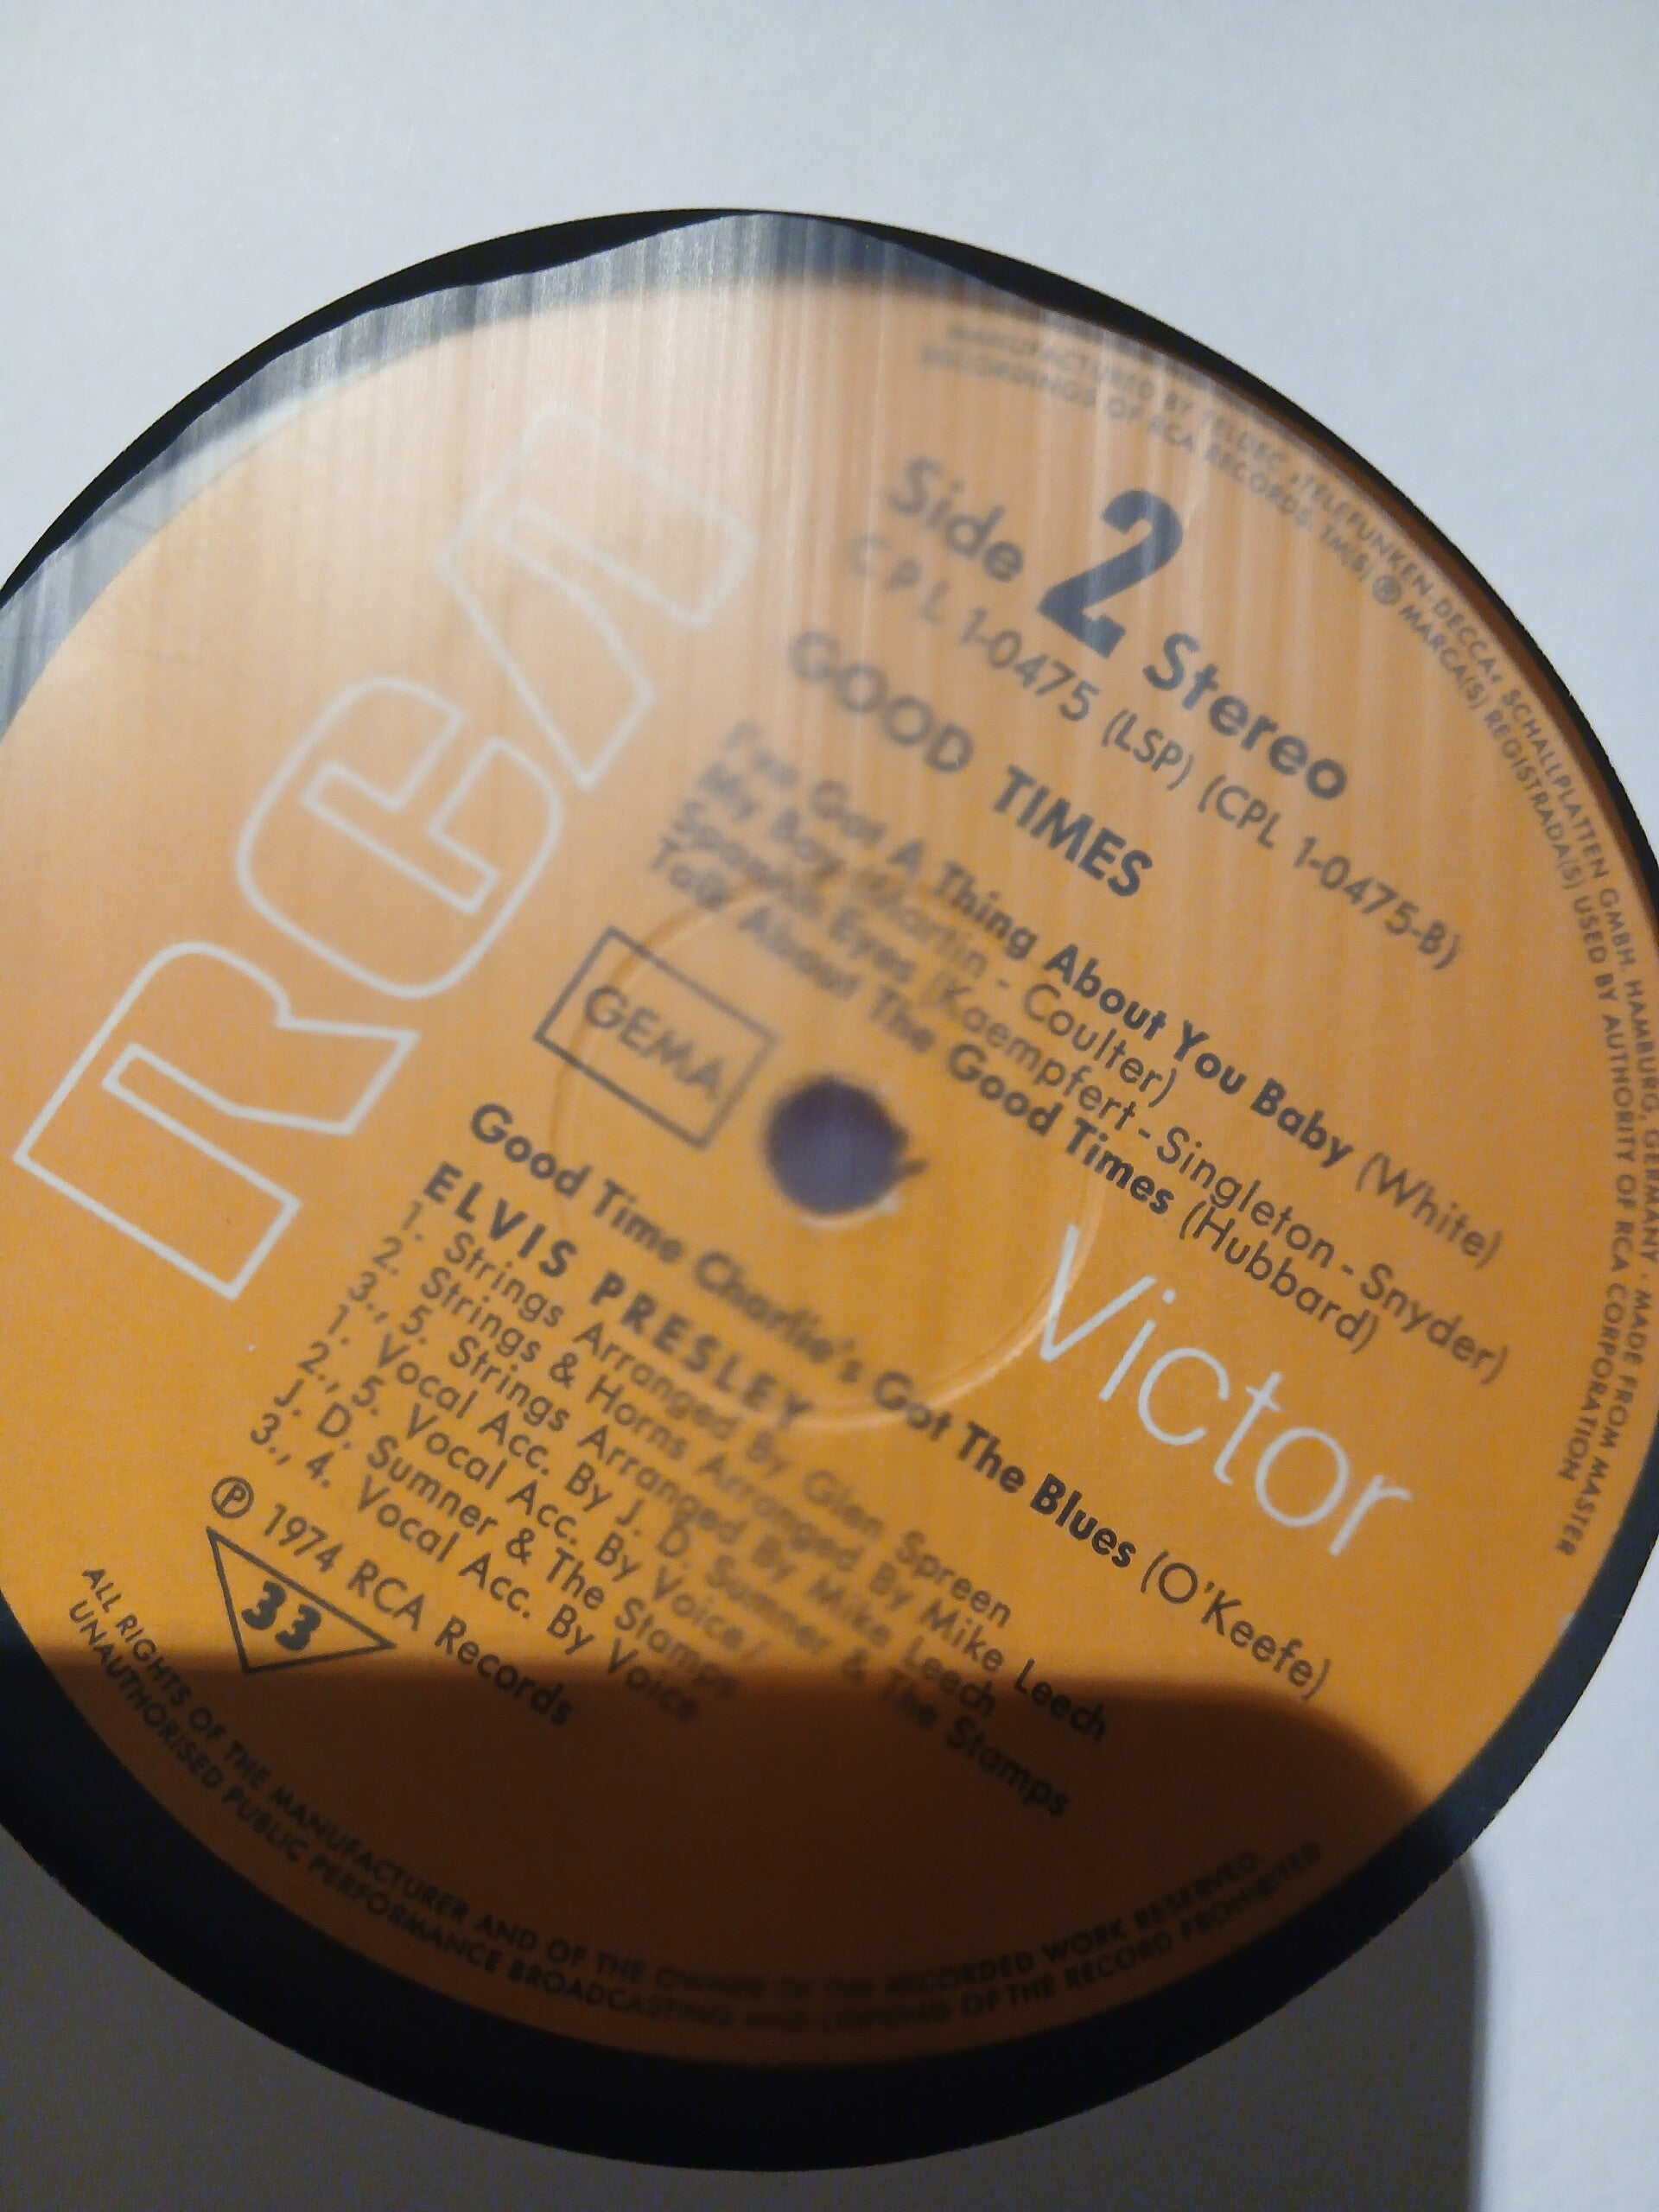 MANUFACTURED BY TELDEC »TELEFUNKEN-DECCA« SCHALLPLATTEN GMBH, HAMBURG, GERMANY · MADE FROM MASTER
RECORDINGS OF RCA RECORDS. TM(S) ® MARCA(S) REGISTRADA(S) USED BY AUTHORITY OF RCA CORPORATION
RCA
Side 2 Stereo
CPL 1-0475 (LSP) (CPL 1-0475-B)
GOOD TIMES
I've Got A Thing About You Baby (White)
My Boy (Martin - Coulter)
Spanish Eyes (Kaempfert - Singleton - Snyder)
Talk About The Good Times (Hubbard)
GEMA
Victor
Good Time Charlie's Got The Blues (O'Keefe)
ELVIS PRESLEY
1. Strings Arranged By Glen Spreen
2. Strings & Horns Arranged By Mike Leech
3., 5. Strings Arranged By Mike Leech
1. Vocal Acc. By J. D. Sumner & The Stamps
2., 5. Vocal Acc. By Voice/
J. D. Sumner & The Stamps
3., 4. Vocal Acc. By Voice
℗ 1974 RCA Records
33
ALL RIGHTS OF THE MANUFACTURER AND OF THE OWNER OF THE RECORDED WORK RESERVED.
UNAUTHORISED PUBLIC PERFORMANCE BROADCASTING AND COPYING OF THE RECORD PROHIBITED